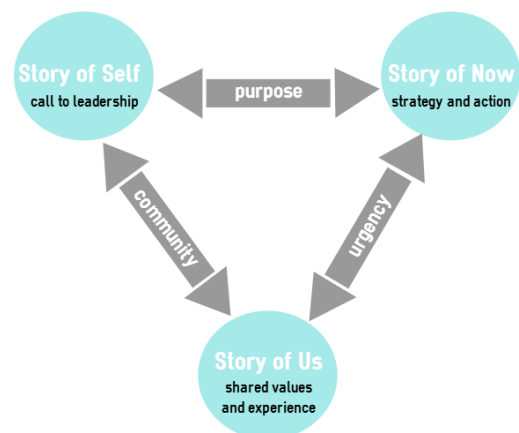 Story of Self
call to leadership
purpose
Story of Now
strategy and action
community
urgency
Story of Us
shared values
and experience